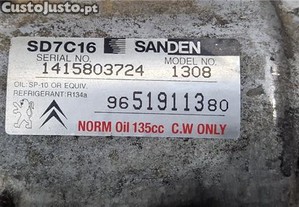 CustoJusto.pt
SD7C16 SANDEN
SERIAL NO. MODEL NO.
1415803724 1308
OIL: SP-10 OR EQUIV.
REFRIGERANT: R134a
9651911380
NORM Oil 135cc C.W ONLY